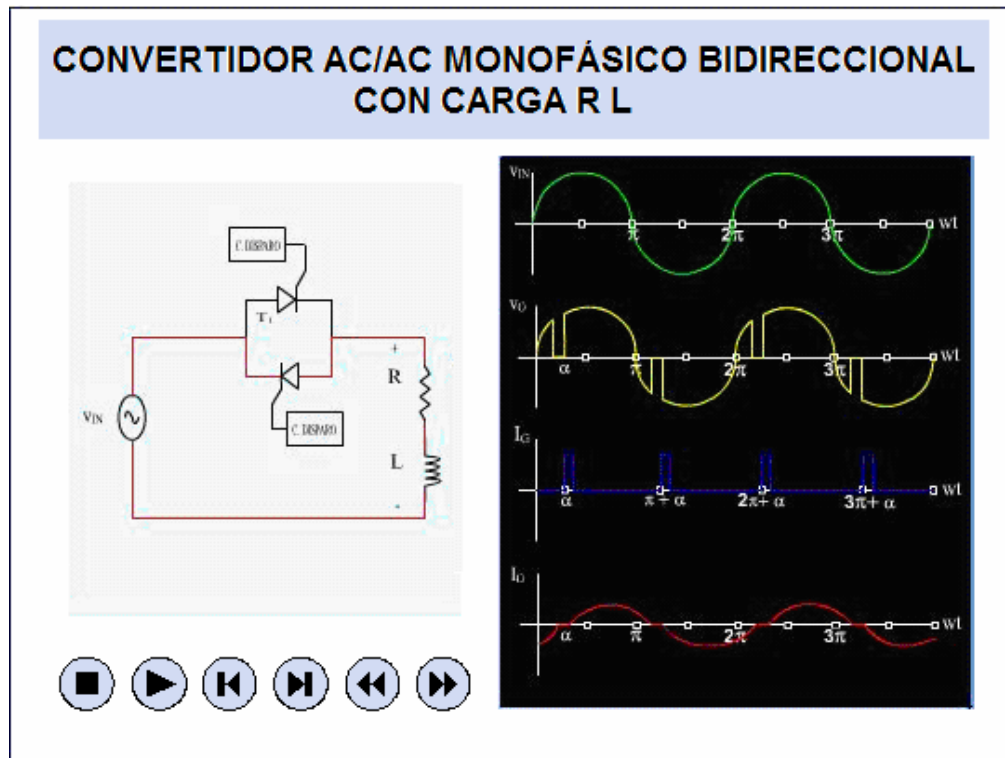 CONVERTIDOR AC/AC MONOFÁSICO BIDIRECCIONAL
CON CARGA R L
C. DISPARO
T1
+
R
VIN
C. DISPARO
L
-
VIN
π 2π 3π wt
VO
α π 2π 3π wt
IG
α π + α 2π+ α 3π+ α wt
IO
α π 2π 3π wt